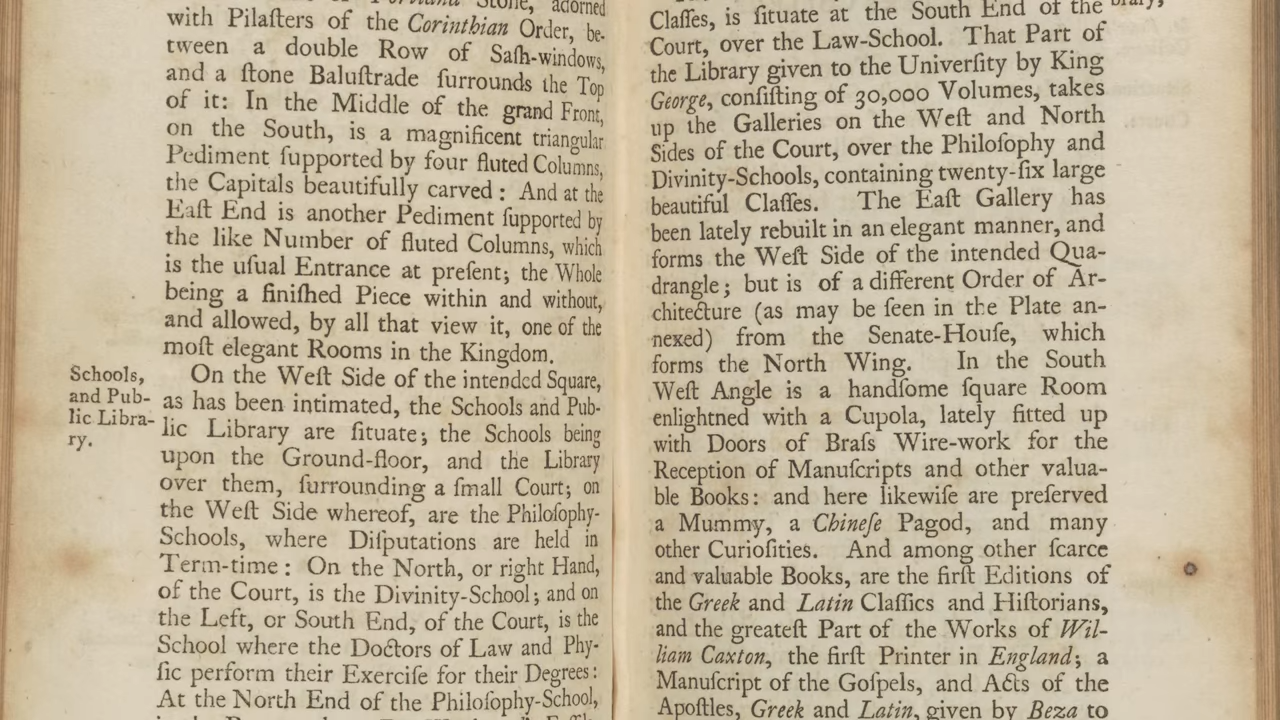 Portland Stone, adorned
with Pilaſters of the Corinthian Order, be-
tween a double Row of Saſh-windows,
and a ſtone Baluſtrade ſurrounds the Top
of it: In the Middle of the grand Front,
on the South, is a magnificent triangular
Pediment ſupported by four fluted Columns,
the Capitals beautifully carved: And at the
Eaſt End is another Pediment ſupported by
the like Number of fluted Columns, which
is the uſual Entrance at preſent; the Whole
being a finiſhed Piece within and without,
and allowed, by all that view it, one of the
moſt elegant Rooms in the Kingdom.
Schools,
and Pub-
lic Libra-
ry.
On the Weſt Side of the intended Square,
as has been intimated, the Schools and Pub-
lic Library are ſituate; the Schools being
upon the Ground-floor, and the Library
over them, ſurrounding a ſmall Court; on
the Weſt Side whereof, are the Philoſophy-
Schools, where Diſputations are held in
Term-time: On the North, or right Hand,
of the Court, is the Divinity-School; and on
the Left, or South End, of the Court, is the
School where the Doctors of Law and Phy-
ſic perform their Exerciſe for their Degrees:
At the North End of the Philoſophy-School,
Claſſes, is ſituate at the South End of the
Court, over the Law-School. That Part of
the Library given to the Univerſity by King
George, conſiſting of 30,000 Volumes, takes
up the Galleries on the Weſt and North
Sides of the Court, over the Philoſophy and
Divinity-Schools, containing twenty-ſix large
beautiful Claſſes. The Eaſt Gallery has
been lately rebuilt in an elegant manner, and
forms the Weſt Side of the intended Qua-
drangle; but is of a different Order of Ar-
chitecture (as may be ſeen in the Plate an-
nexed) from the Senate-Houſe, which
forms the North Wing. In the South
Weſt Angle is a handſome ſquare Room
enlightned with a Cupola, lately fitted up
with Doors of Braſs Wire-work for the
Reception of Manuſcripts and other valua-
ble Books: and here likewiſe are preſerved
a Mummy, a Chineſe Pagod, and many
other Curioſities. And among other ſcarce
and valuable Books, are the firſt Editions of
the Greek and Latin Claſſics and Hiſtorians,
and the greateſt Part of the Works of Wil-
liam Caxton, the firſt Printer in England; a
Manuſcript of the Goſpels, and Acts of the
Apoſtles, Greek and Latin, given by Beza to